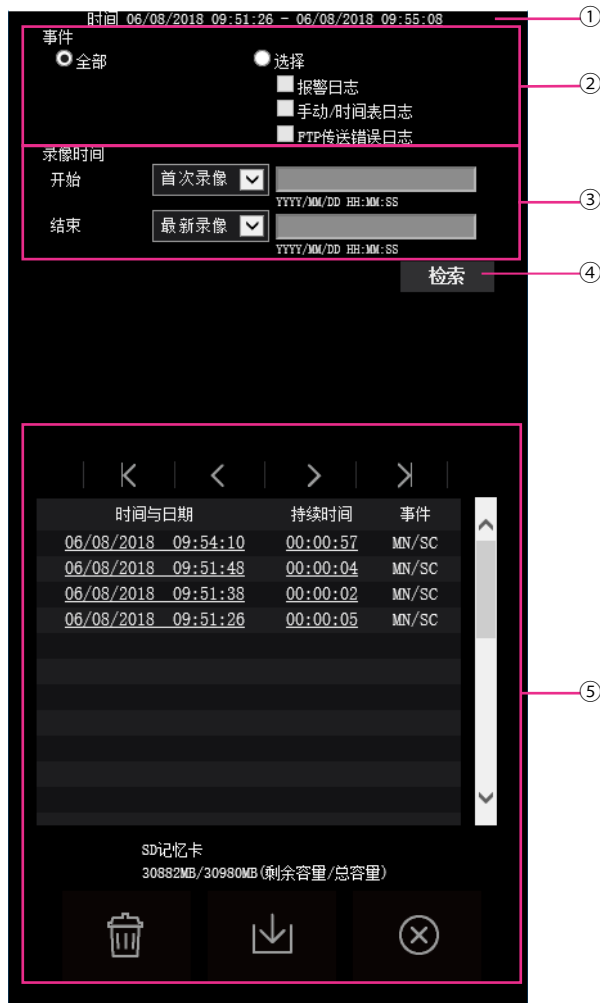 时间 06/08/2018 09:51:26 - 06/08/2018 09:55:08 ①
事件
全部 选择 ②
报警日志
手动/时间表日志
FTP传送错误日志
录像时间
开始 首次录像 ③
YYYY/MM/DD HH:MM:SS
结束 最新录像
YYYY/MM/DD HH:MM:SS
检索 ④
时间与日期 持续时间 事件
06/08/2018 09:54:10 00:00:57 MN/SC
06/08/2018 09:51:48 00:00:04 MN/SC
06/08/2018 09:51:38 00:00:02 MN/SC
06/08/2018 09:51:26 00:00:05 MN/SC
⑤
SD记忆卡
30882MB/30980MB(剩余容量/总容量)